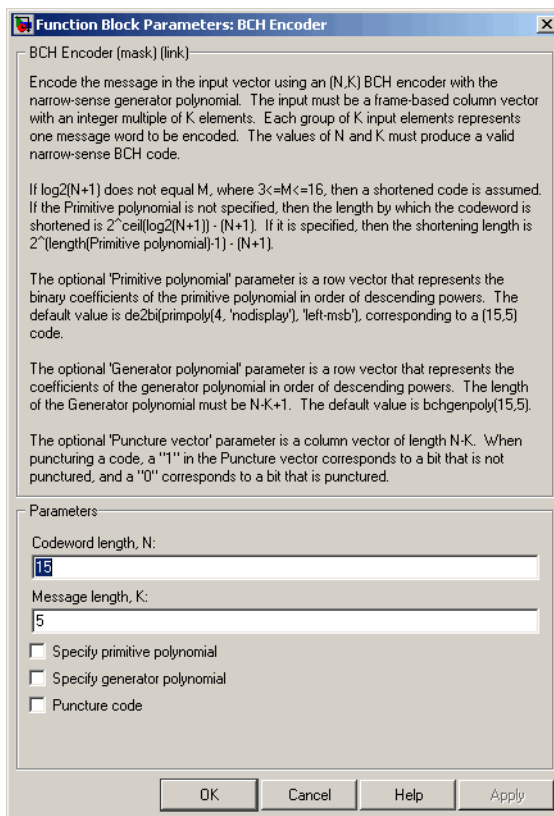 Function Block Parameters: BCH Encoder
BCH Encoder (mask) (link)
Encode the message in the input vector using an (N,K) BCH encoder with the
narrow-sense generator polynomial.  The input must be a frame-based column vector
with an integer multiple of K elements.  Each group of K input elements represents
one message word to be encoded.  The values of N and K must produce a valid
narrow-sense BCH code.
If log2(N+1) does not equal M, where 3<=M<=16, then a shortened code is assumed.
If the Primitive polynomial is not specified, then the length by which the codeword is
shortened is 2^ceil(log2(N+1)) - (N+1).  If it is specified, then the shortening length is
2^(length(Primitive polynomial)-1) - (N+1).
The optional 'Primitive polynomial' parameter is a row vector that represents the
binary coefficients of the primitive polynomial in order of descending powers.  The
default value is de2bi(primpoly(4, 'nodisplay'), 'left-msb'), corresponding to a (15,5)
code.
The optional 'Generator polynomial' parameter is a row vector that represents the
coefficients of the generator polynomial in order of descending powers.  The length
of the Generator polynomial must be N-K+1.  The default value is bchgenpoly(15,5).
The optional 'Puncture vector' parameter is a column vector of length N-K.  When
puncturing a code, a "1" in the Puncture vector corresponds to a bit that is not
punctured, and a "0" corresponds to a bit that is punctured.
Parameters
Codeword length, N:
15
Message length, K:
5
Specify primitive polynomial
Specify generator polynomial
Puncture code
OK Cancel Help Apply